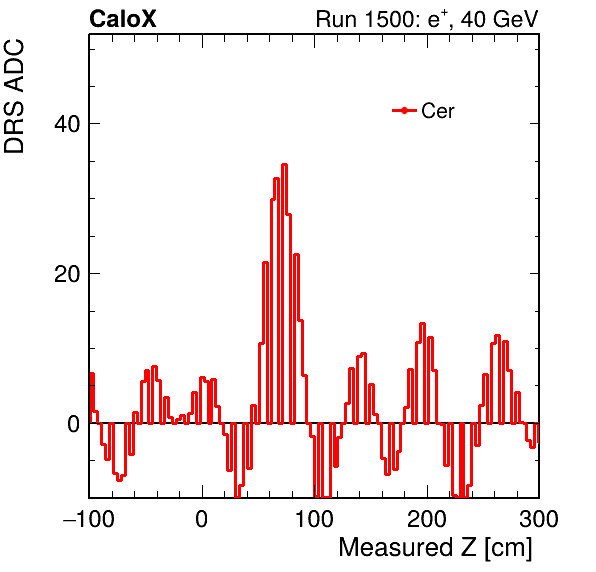 CaloX
Run 1500: e+, 40 GeV
DRS ADC
40
Cer
20
0
−100 0 100 200 300
Measured Z [cm]